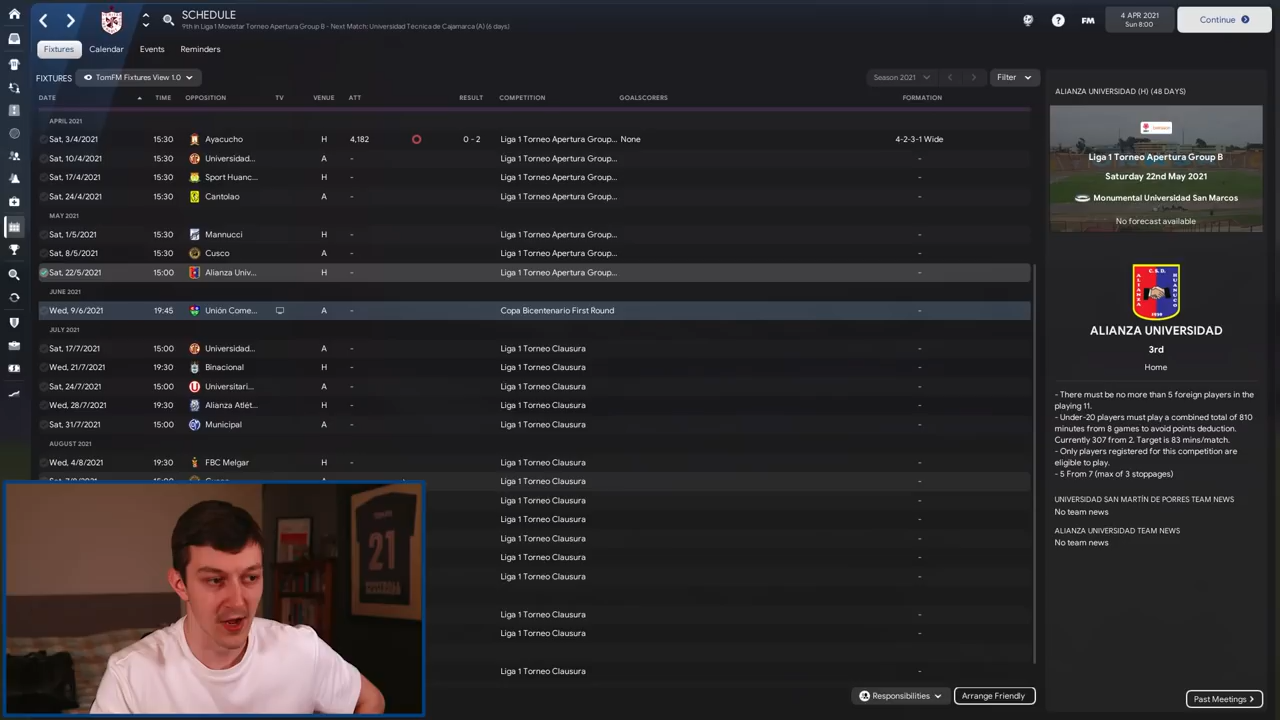 SCHEDULE
9th in Liga 1 Movistar Torneo Apertura Group B - Next Match: Universidad Técnica de Cajamarca (A) (6 days)
FM
4 APR 2021
Sun 8:00
Continue
Fixtures Calendar Events Reminders
FIXTURES TomFM Fixtures View 1.0 Season 2021 Filter
DATE TIME OPPOSITION TV VENUE ATT RESULT COMPETITION GOALSCORERS FORMATION
APRIL 2021
Sat, 3/4/2021 15:30 Ayacucho H 4,182 0 - 2 Liga 1 Torneo Apertura Group... None 4-2-3-1 Wide
Sat, 10/4/2021 15:30 Universidad... A - Liga 1 Torneo Apertura Group... -
Sat, 17/4/2021 15:30 Sport Huanc... H - Liga 1 Torneo Apertura Group... -
Sat, 24/4/2021 15:30 Cantolao A - Liga 1 Torneo Apertura Group... -
MAY 2021
Sat, 1/5/2021 15:30 Mannucci H - Liga 1 Torneo Apertura Group... -
Sat, 8/5/2021 15:30 Cusco A - Liga 1 Torneo Apertura Group... -
Sat, 22/5/2021 15:00 Alianza Univ... H - Liga 1 Torneo Apertura Group... -
JUNE 2021
Wed, 9/6/2021 19:45 Unión Come... A - Copa Bicentenario First Round -
JULY 2021
Sat, 17/7/2021 15:00 Universidad... A - Liga 1 Torneo Clausura -
Wed, 21/7/2021 19:30 Binacional H - Liga 1 Torneo Clausura -
Sat, 24/7/2021 15:00 Universitari... A - Liga 1 Torneo Clausura -
Wed, 28/7/2021 19:30 Alianza Atlét... H - Liga 1 Torneo Clausura -
Sat, 31/7/2021 15:00 Municipal A - Liga 1 Torneo Clausura -
AUGUST 2021
Wed, 4/8/2021 19:30 FBC Melgar H - Liga 1 Torneo Clausura -
Liga 1 Torneo Clausura -
Liga 1 Torneo Clausura -
Liga 1 Torneo Clausura -
Liga 1 Torneo Clausura -
Liga 1 Torneo Clausura -
Liga 1 Torneo Clausura -
Liga 1 Torneo Clausura -
Liga 1 Torneo Clausura -
Liga 1 Torneo Clausura -
Responsibilities Arrange Friendly
ALIANZA UNIVERSIDAD (H) (48 DAYS)
Liga 1 Torneo Apertura Group B
Saturday 22nd May 2021
Monumental Universidad San Marcos
No forecast available
C. S. D.
ALIANZA
HUANUCO
ALIANZA UNIVERSIDAD
3rd
Home
- There must be no more than 5 foreign players in the
playing 11.
- Under-20 players must play a combined total of 810
minutes from 8 games to avoid points deduction.
Currently 307 from 2. Target is 83 mins/match.
- Only players registered for this competition are
eligible to play.
- 5 From 7 (max of 3 stoppages)
UNIVERSIDAD SAN MARTÍN DE PORRES TEAM NEWS
No team news
ALIANZA UNIVERSIDAD TEAM NEWS
No team news
Past Meetings